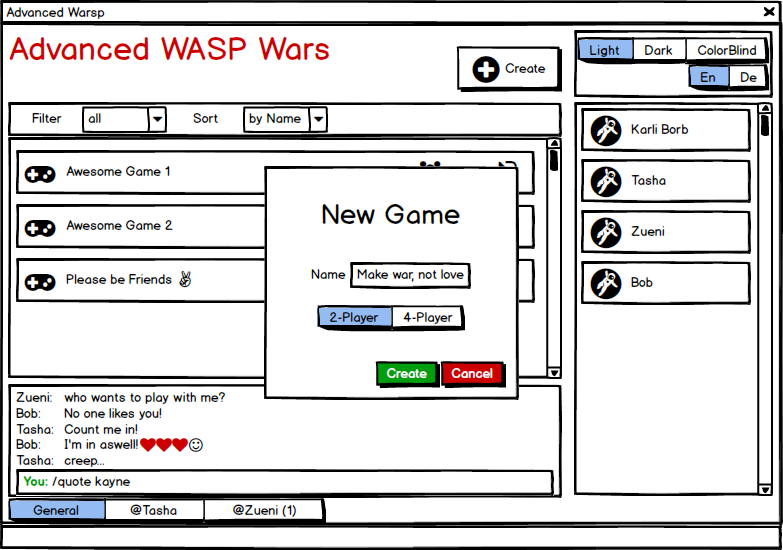 Advanced Warsp
Advanced WASP Wars
Create
Light Dark ColorBlind
En De
Filter all Sort by Name
Awesome Game 1
Awesome Game 2
Please be Friends ✌
New Game
Name Make war, not love
2-Player 4-Player
Create Cancel
Karli Borb
Tasha
Zueni
Bob
Zueni: who wants to play with me?
Bob: No one likes you!
Tasha: Count me in!
Bob: I'm in aswell!❤❤❤☺
Tasha: creep...
You: /quote kayne
General @Tasha @Zueni (1)